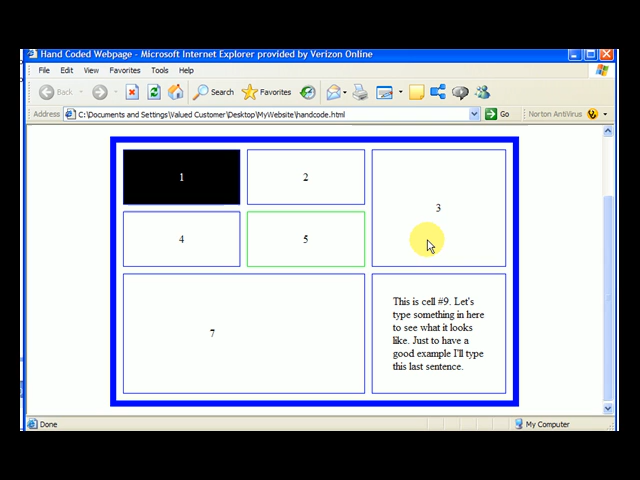 Hand Coded Webpage - Microsoft Internet Explorer provided by Verizon Online
File Edit View Favorites Tools Help
Back Search Favorites
Address C:\Documents and Settings\Valued Customer\Desktop\MyWebsite\handcode.html Go Norton AntiVirus
1
2
3
4
5
7
This is cell #9. Let's
type something in here
to see what it looks
like. Just to have a
good example I'll type
this last sentence.
Done My Computer